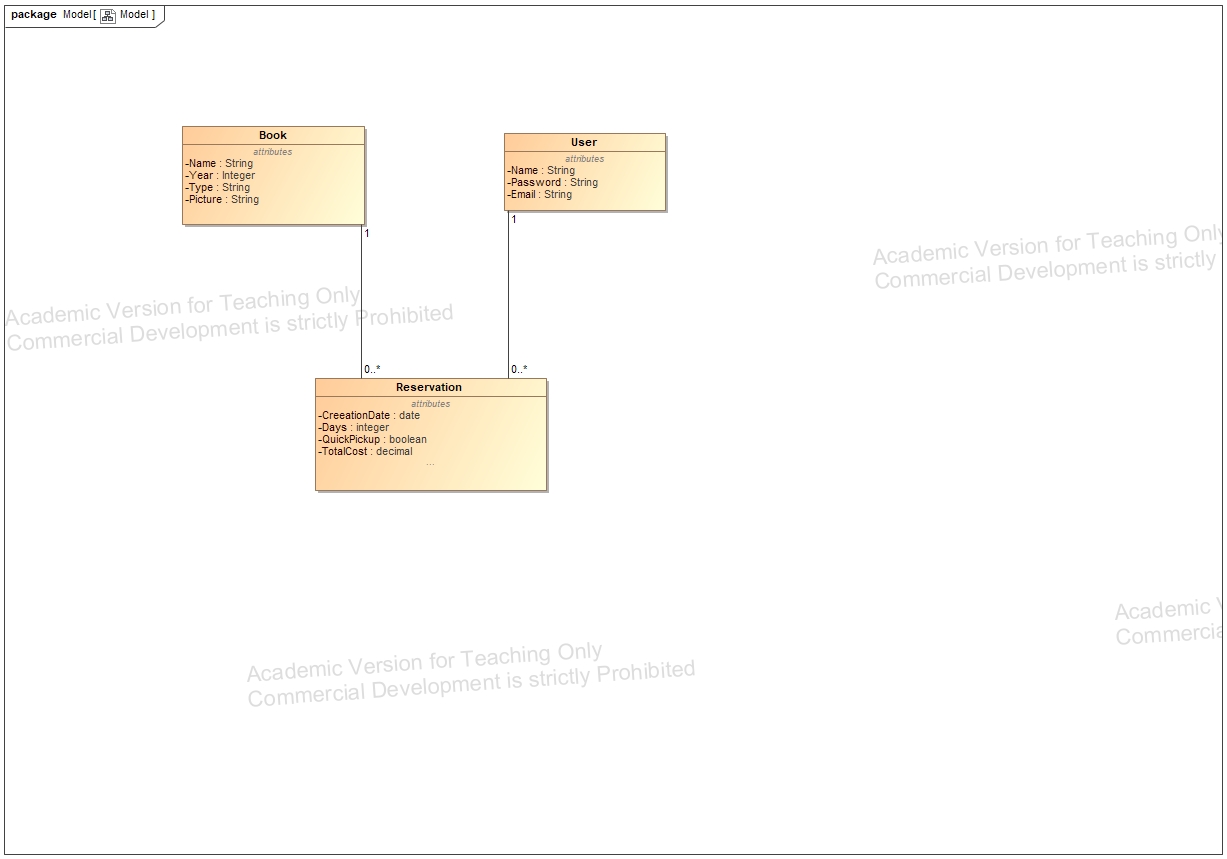 package Model [ Model ]
Book
attributes
-Name : String
-Year : Integer
-Type : String
-Picture : String
1
User
attributes
-Name : String
-Password : String
-Email : String
1
Academic Version for Teaching Only
Commercial Development is strictly
Academic Version for Teaching Only
Commercial Development is strictly Prohibited
0..*
0..*
Reservation
attributes
-CreeationDate : date
-Days : integer
-QuickPickup : boolean
-TotalCost : decimal
...
Academic
Academic Version for Teaching Only
Commercial Development is strictly Prohibited